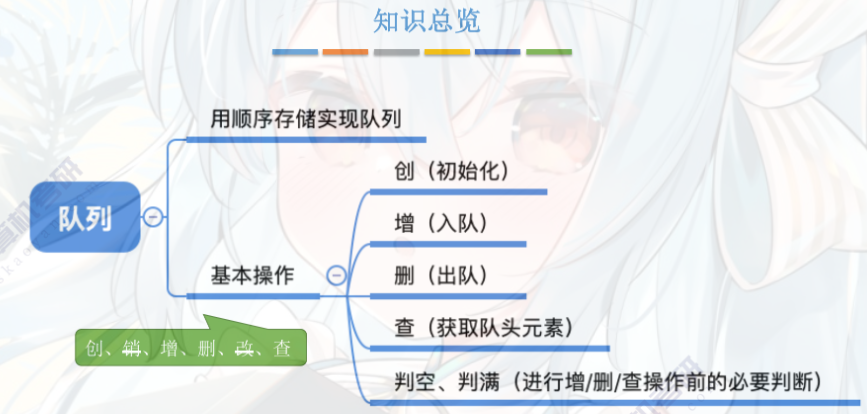 知识总览
用顺序存储实现队列
创（初始化）
增（入队）
队列
删（出队）
基本操作
查（获取队头元素）
创、销、增、删、改、查
判空、判满（进行增/删/查操作前的必要判断）